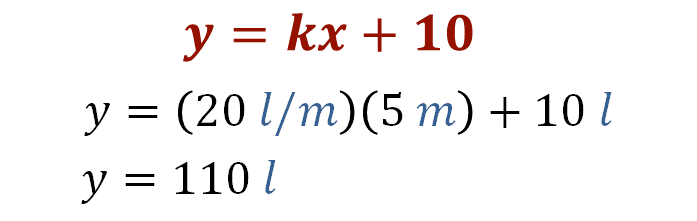 y = kx + 10
y = (20 l/m)(5 m) + 10 l
y = 110 l